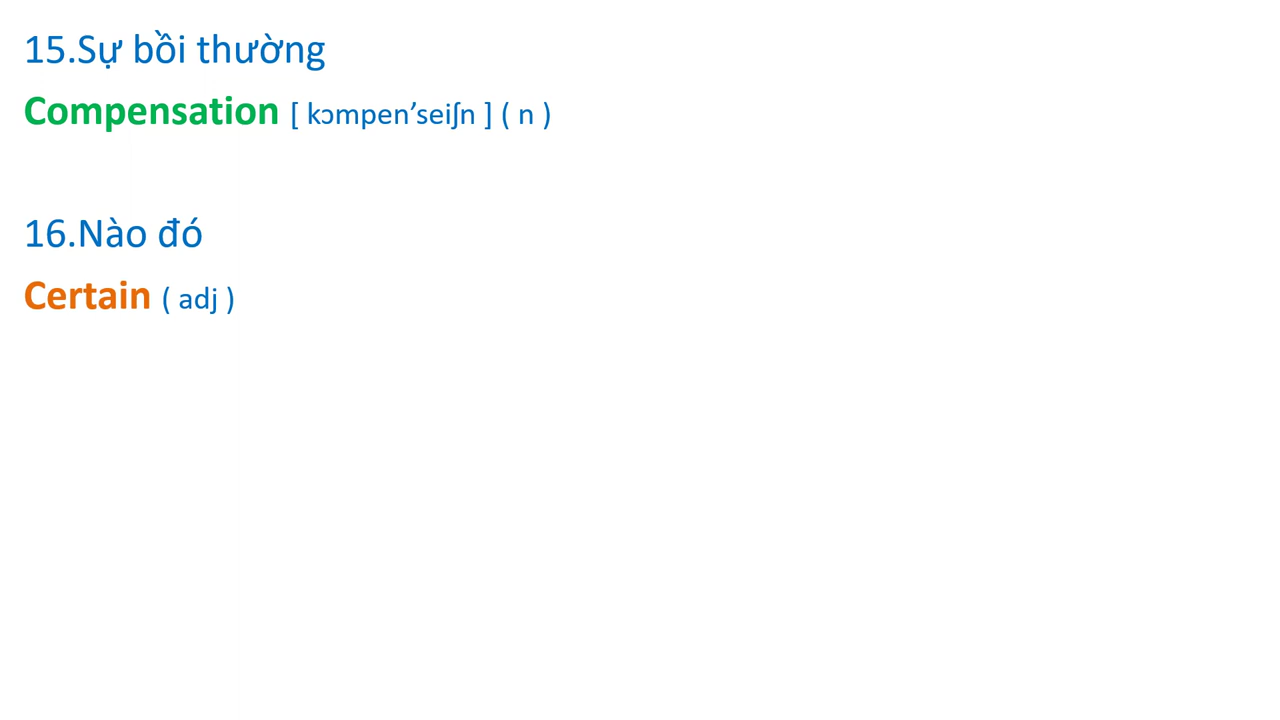 15.Sự bồi thường
Compensation [ kɔmpen’seiʃn ] ( n )
16.Nào đó
Certain ( adj )